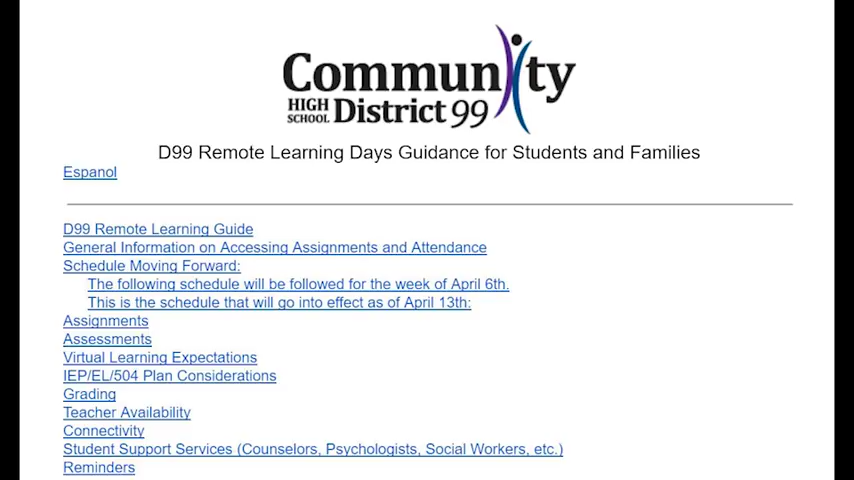 Community
HIGH SCHOOL District 99
D99 Remote Learning Days Guidance for Students and Families
Espanol
D99 Remote Learning Guide
General Information on Accessing Assignments and Attendance
Schedule Moving Forward:
The following schedule will be followed for the week of April 6th.
This is the schedule that will go into effect as of April 13th:
Assignments
Assessments
Virtual Learning Expectations
IEP/EL/504 Plan Considerations
Grading
Teacher Availability
Connectivity
Student Support Services (Counselors, Psychologists, Social Workers, etc.)
Reminders